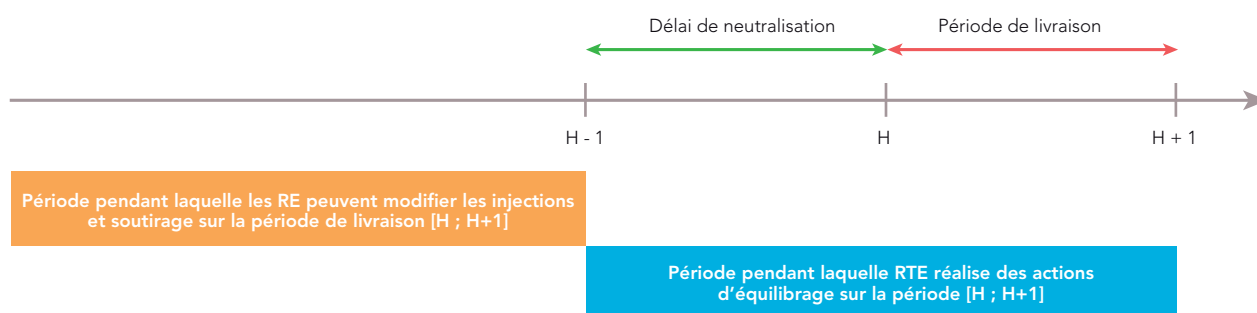 Délai de neutralisation
Période de livraison
H - 1
H
H + 1
Période pendant laquelle les RE peuvent modifier les injections
et soutirage sur la période de livraison [H ; H+1]
Période pendant laquelle RTE réalise des actions
d'équilibrage sur la période [H ; H+1]